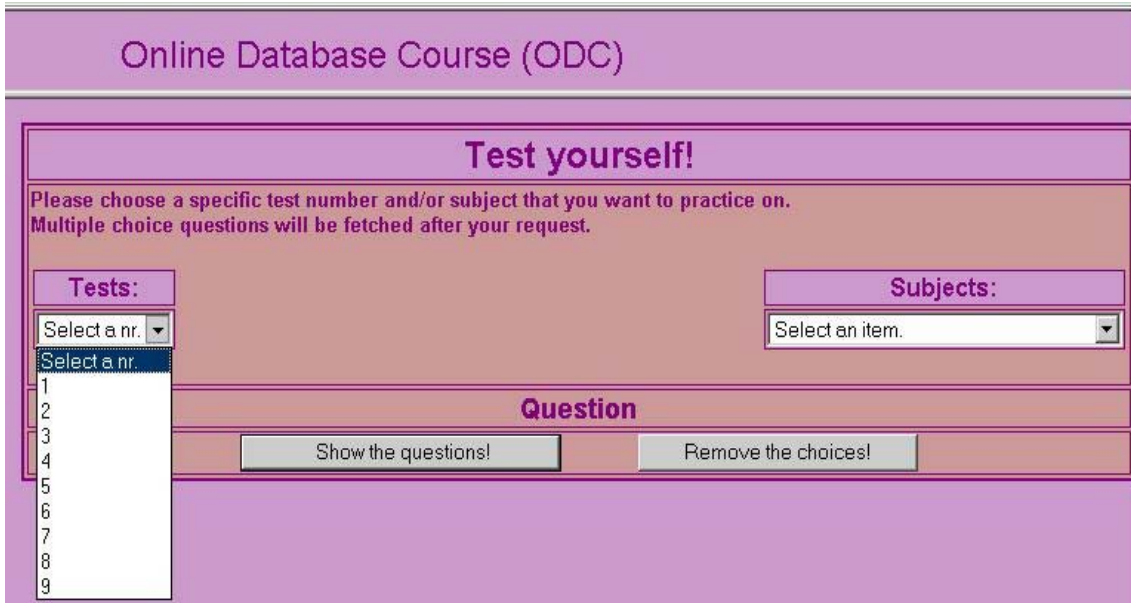 Online Database Course (ODC)
Test yourself!
Please choose a specific test number and/or subject that you want to practice on.
Multiple choice questions will be fetched after your request.
Tests:
Subjects:
Select a nr.
Select an item.
Select a nr.
1
2
3
4
5
6
7
8
9
Question
Show the questions!
Remove the choices!